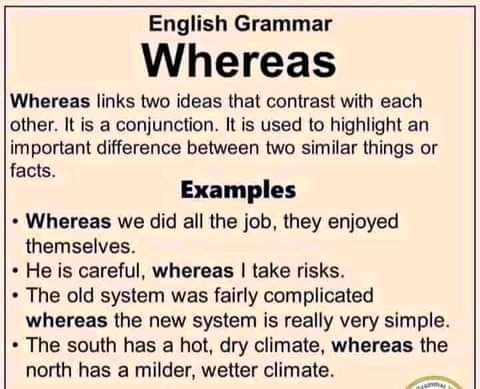 English Grammar
Whereas
Whereas links two ideas that contrast with each
other. It is a conjunction. It is used to highlight an
important difference between two similar things or
facts.
Examples
• Whereas we did all the job, they enjoyed
themselves.
• He is careful, whereas I take risks.
• The old system was fairly complicated
whereas the new system is really very simple.
• The south has a hot, dry climate, whereas the
north has a milder, wetter climate.